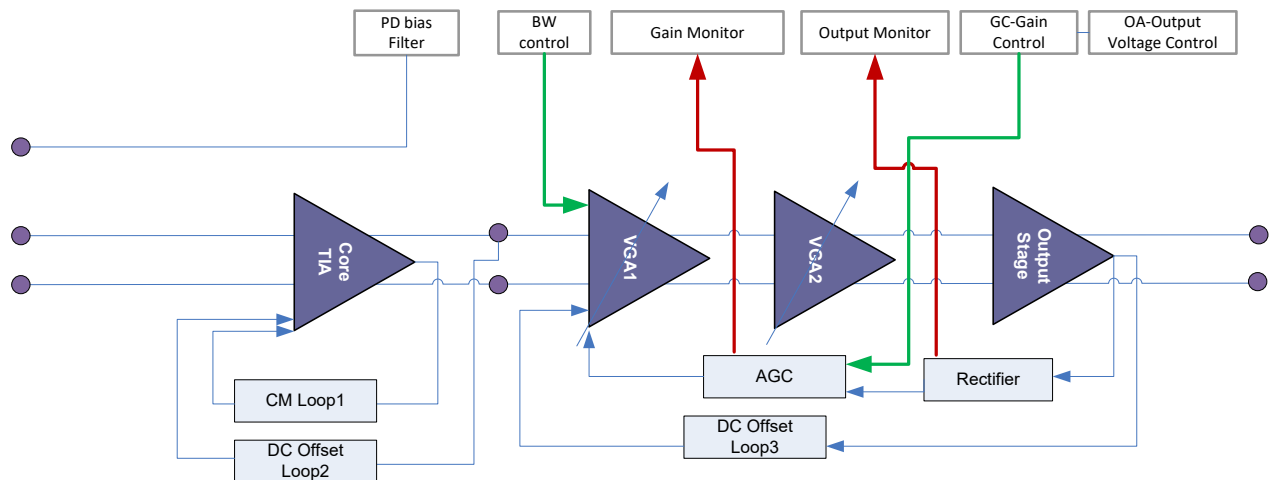 PD bias
Filter
BW
control
Gain Monitor
Output Monitor
GC-Gain
Control
OA-Output
Voltage Control
Core
TIA
VGA1
VGA2
Output
Stage
CM Loop1
DC Offset
Loop2
AGC
Rectifier
DC Offset
Loop3